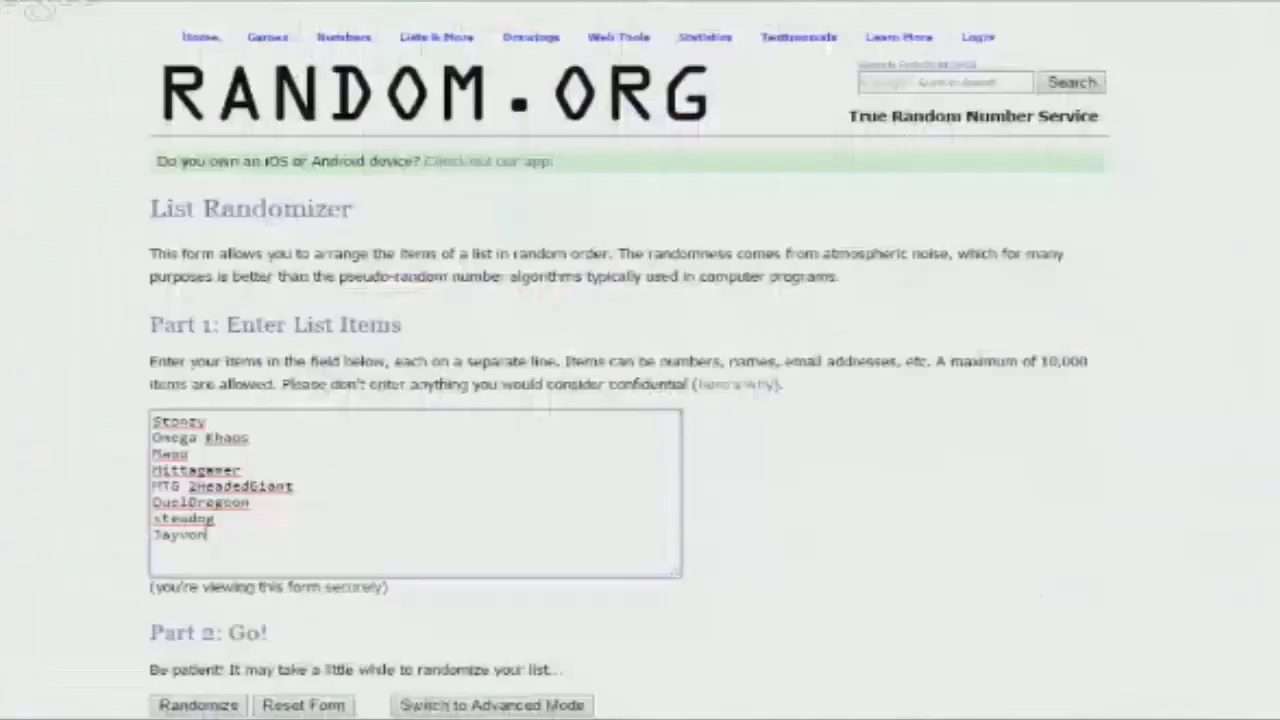 Home Games Numbers Lists & More Drawings Web Tools Statistics Testimonials Learn More Login
RANDOM.ORG
Search
True Random Number Service
Do you own an iOS or Android device? Check out our app!
List Randomizer
This form allows you to arrange the items of a list in random order. The randomness comes from atmospheric noise, which for many
purposes is better than the pseudo-random number algorithms typically used in computer programs.
Part 1: Enter List Items
Enter your items in the field below, each on a separate line. Items can be numbers, names, email addresses, etc. A maximum of 10,000
items are allowed. Please don't enter anything you would consider confidential (here's why).
Omega Khaos
Mittagamer
MTG 2HeadedGiant
DuelDragoon
stewdog
Jayvon
(you're viewing this form securely)
Part 2: Go!
Be patient! It may take a little while to randomize your list...
Randomize Reset Form Switch to Advanced Mode